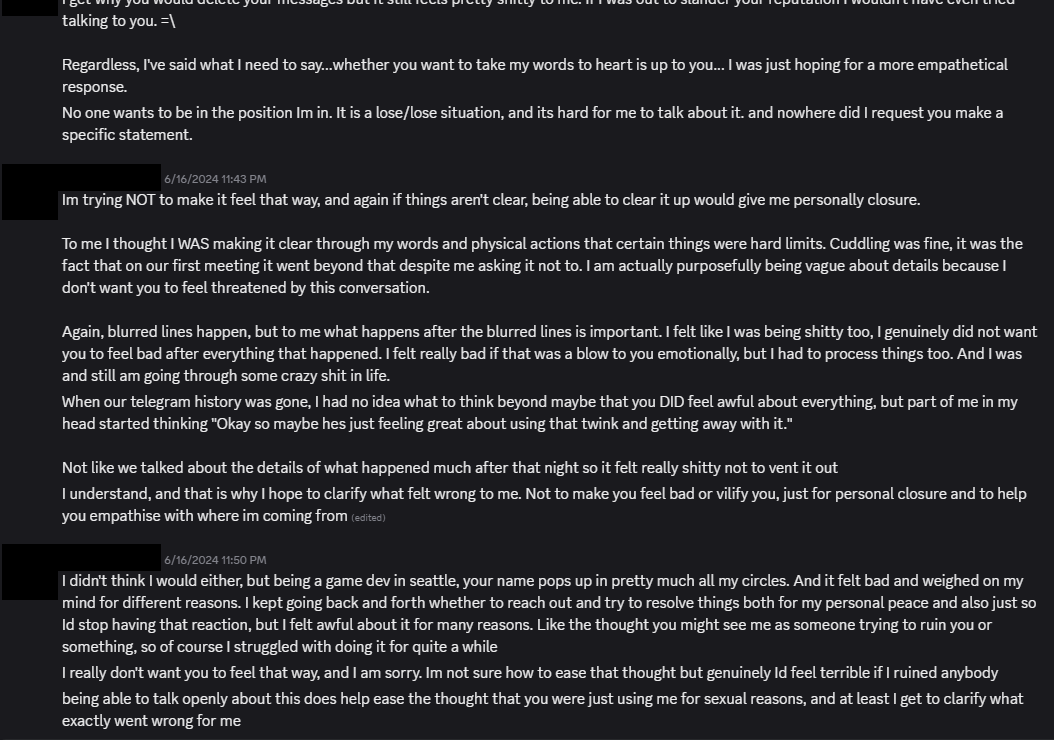 I get why you would delete your messages but it still feels pretty shitty to me. If I was out to slander your reputation I wouldn't have even tried
talking to you. =\
Regardless, I've said what I need to say...whether you want to take my words to heart is up to you... I was just hoping for a more empathetical
response.
No one wants to be in the position Im in. It is a lose/lose situation, and its hard for me to talk about it. and nowhere did I request you make a
specific statement.
6/16/2024 11:43 PM
Im trying NOT to make it feel that way, and again if things aren't clear, being able to clear it up would give me personally closure.
To me I thought I WAS making it clear through my words and physical actions that certain things were hard limits. Cuddling was fine, it was the
fact that on our first meeting it went beyond that despite me asking it not to. I am actually purposefully being vague about details because I
don't want you to feel threatened by this conversation.
Again, blurred lines happen, but to me what happens after the blurred lines is important. I felt like I was being shitty too, I genuinely did not want
you to feel bad after everything that happened. I felt really bad if that was a blow to you emotionally, but I had to process things too. And I was
and still am going through some crazy shit in life.
When our telegram history was gone, I had no idea what to think beyond maybe that you DID feel awful about everything, but part of me in my
head started thinking "Okay so maybe hes just feeling great about using that twink and getting away with it."
Not like we talked about the details of what happened much after that night so it felt really shitty not to vent it out
I understand, and that is why I hope to clarify what felt wrong to me. Not to make you feel bad or vilify you, just for personal closure and to help
you empathise with where im coming from (edited)
6/16/2024 11:50 PM
I didn't think I would either, but being a game dev in seattle, your name pops up in pretty much all my circles. And it felt bad and weighed on my
mind for different reasons. I kept going back and forth whether to reach out and try to resolve things both for my personal peace and also just so
Id stop having that reaction, but I felt awful about it for many reasons. Like the thought you might see me as someone trying to ruin you or
something, so of course I struggled with doing it for quite a while
I really don't want you to feel that way, and I am sorry. Im not sure how to ease that thought but genuinely Id feel terrible if I ruined anybody
being able to talk openly about this does help ease the thought that you were just using me for sexual reasons, and at least I get to clarify what
exactly went wrong for me